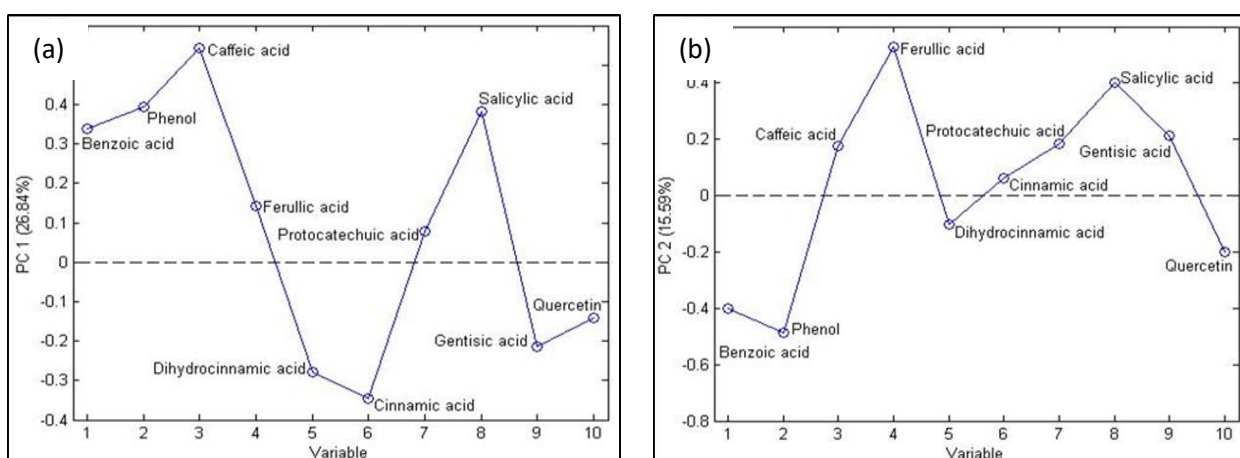 (a)
Caffeic acid
0.4
Salicylic acid
Phenol
0.3
Benzoic acid
0.2
Ferullic acid
0.1
Protocatechuic acid
0
-0.1
Quercetin
-0.2
Gentisic acid
Dihydrocinnamic acid
-0.3
Cinnamic acid
-0.4
1 2 3 4 5 6 7 8 9 10
Variable
PC 1 (26.84%)
(b)
Ferullic acid
0.4
Salicylic acid
Caffeic acid
Protocatechuic acid
0.2
Gentisic acid
Cinnamic acid
0
Dihydrocinnamic acid
-0.2
Quercetin
-0.4
Phenol
Benzoic acid
-0.6
-0.8
1 2 3 4 5 6 7 8 9 10
Variable
PC 2 (15.59%)